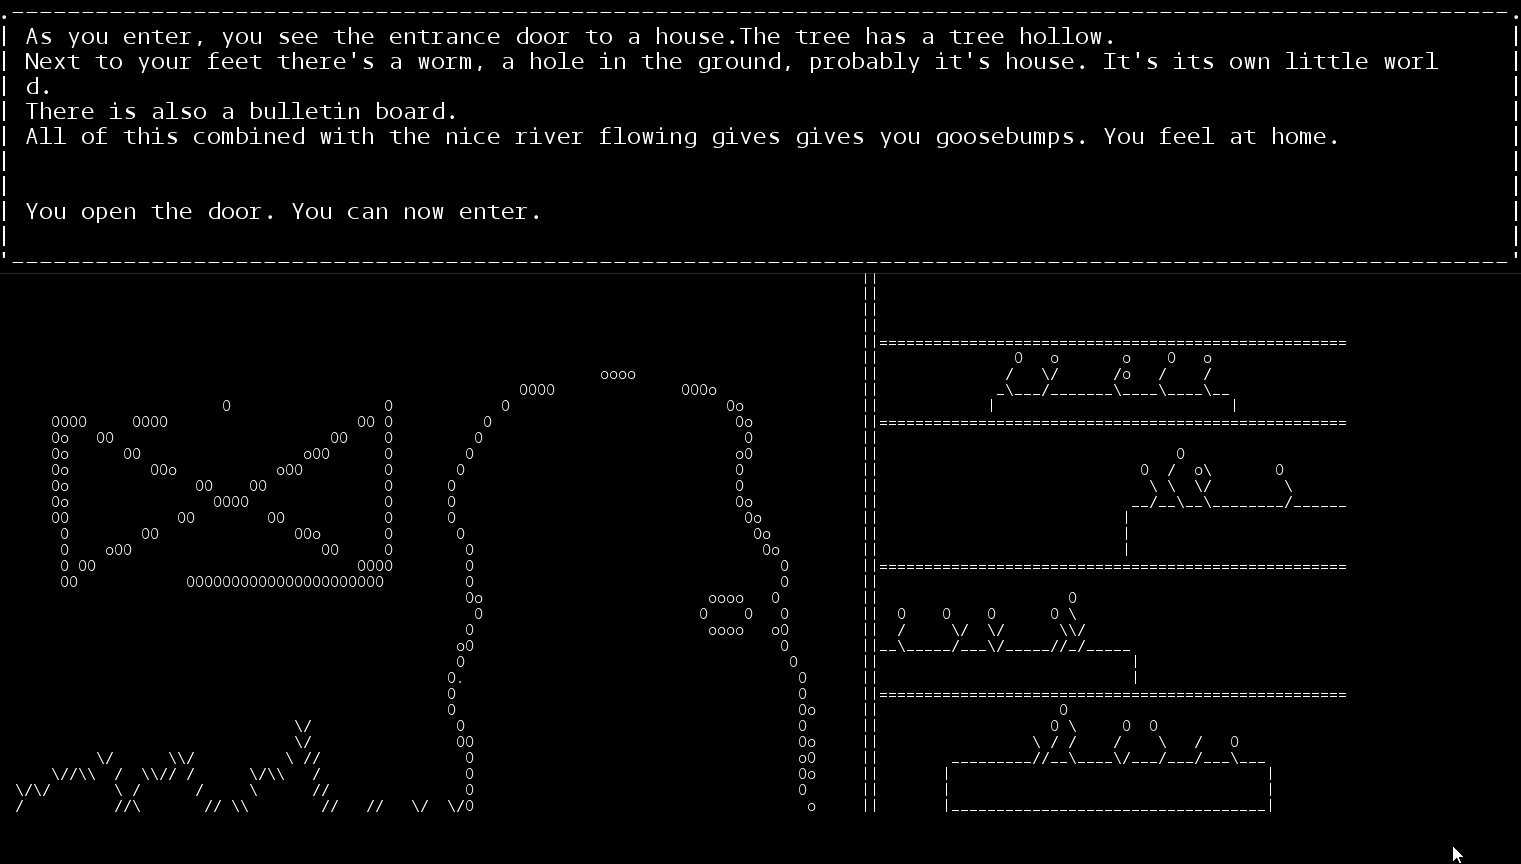 As you enter, you see the entrance door to a house.The tree has a tree hollow.
Next to your feet there's a worm, a hole in the ground, probably it's house. It's its own little worl
d.
There is also a bulletin board.
All of this combined with the nice river flowing gives gives you goosebumps. You feel at home.
You open the door. You can now enter.